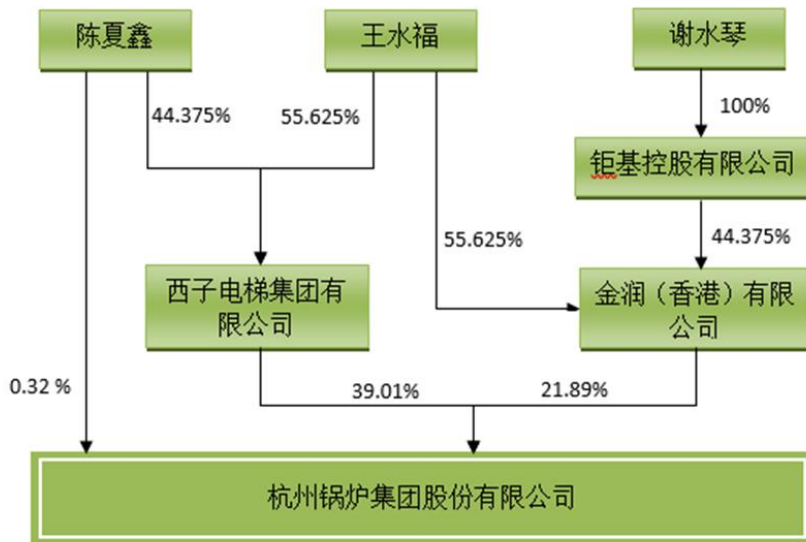 陈夏鑫
王水福
谢水琴
44.375%
55.625%
100%
钜基控股有限公司
55.625%
44.375%
西子电梯集团有
限公司
金润（香港）有限
公司
0.32 %
39.01%
21.89%
杭州锅炉集团股份有限公司